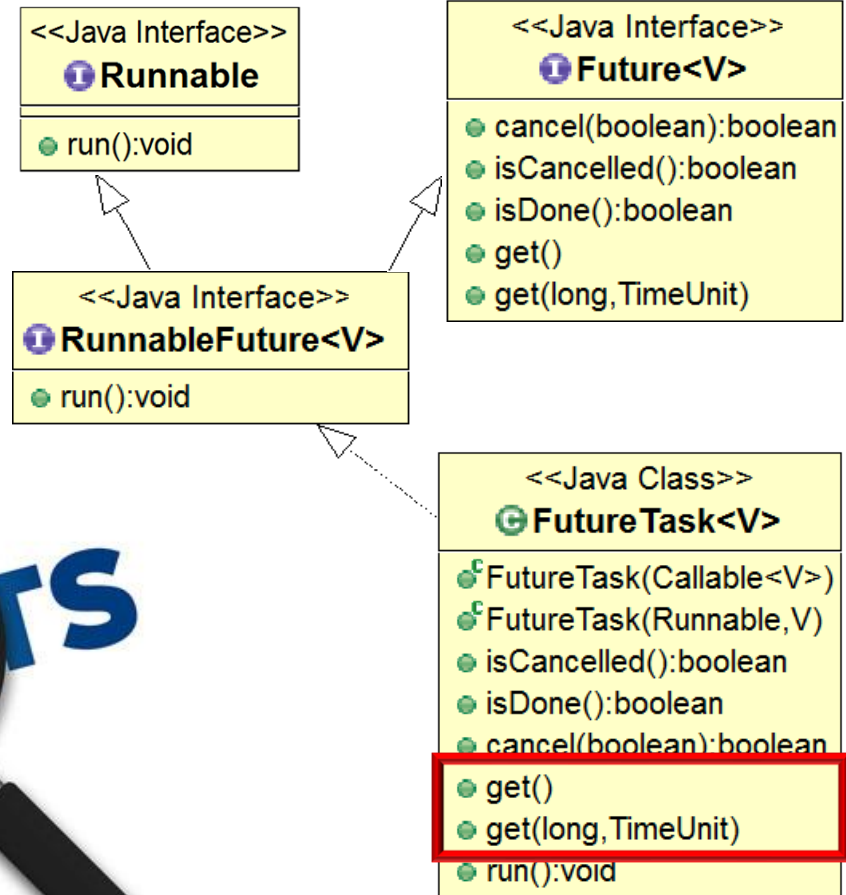 <<Java Interface>>
I Runnable
run():void
<<Java Interface>>
I Future<V>
cancel(boolean):boolean
isCancelled():boolean
isDone():boolean
get()
get(long,TimeUnit)
<<Java Interface>>
I RunnableFuture<V>
run():void
<<Java Class>>
C FutureTask<V>
C FutureTask(Callable<V>)
C FutureTask(Runnable,V)
isCancelled():boolean
isDone():boolean
cancel(boolean):boolean
get()
get(long,TimeUnit)
run():void
TS